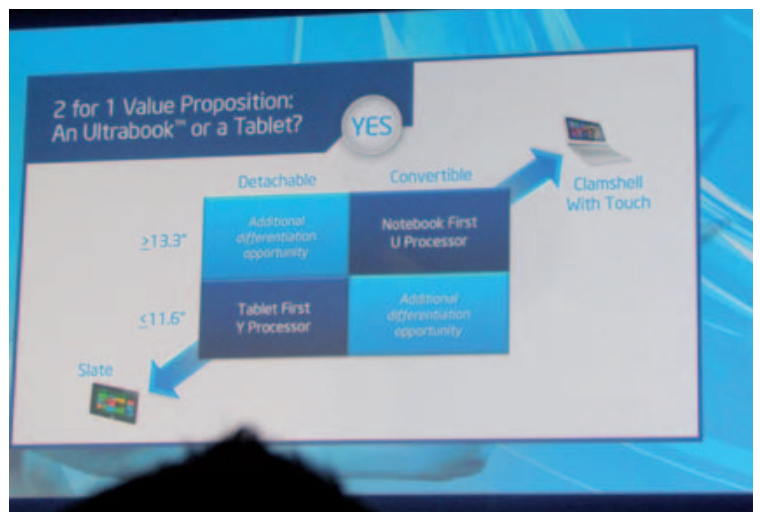 2 for 1 Value Proposition:
An Ultrabook™ or a Tablet?
YES
Detachable
Convertible
Clamshell
With Touch
≥13.3"
Additional
differentiation
opportunity
Notebook First
U Processor
≤11.6"
Tablet First
Y Processor
Additional
differentiation
opportunity
Slate